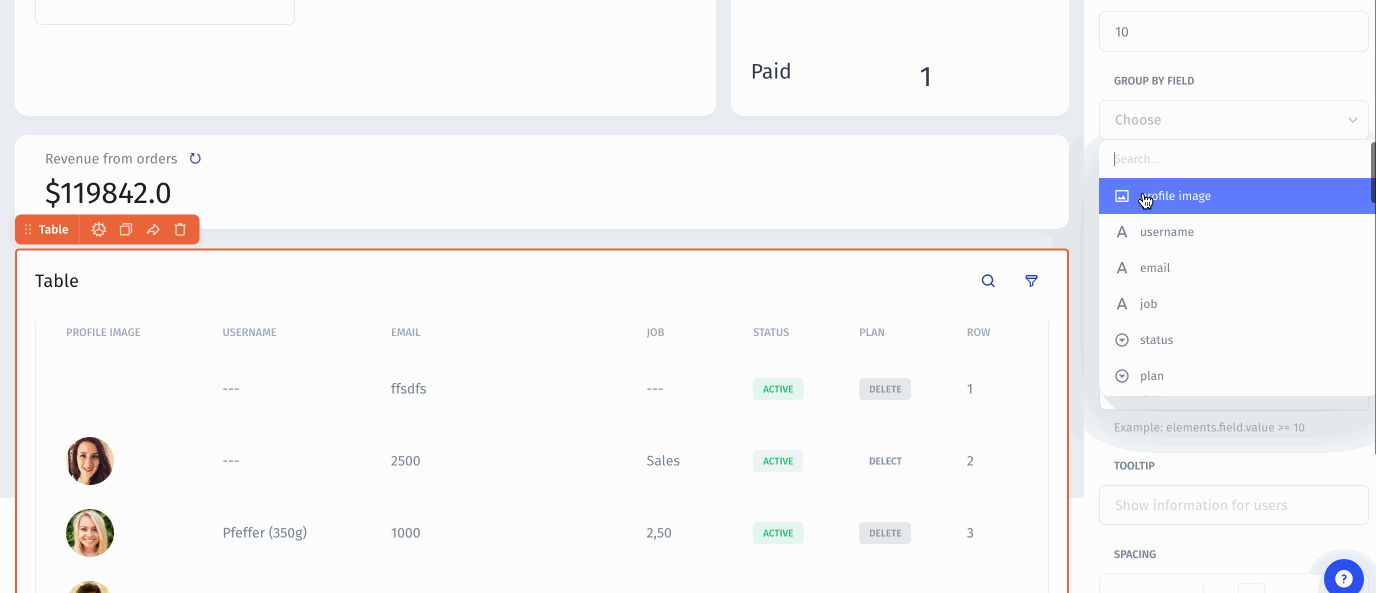 Paid
1
Revenue from orders
$119842.0
Table
Table
PROFILE IMAGE USERNAME EMAIL JOB STATUS PLAN ROW
--- ffsdfs --- ACTIVE DELETE 1
--- 2500 Sales ACTIVE DELECT 2
Pfeffer (350g) 1000 2,50 ACTIVE DELETE 3
10
GROUP BY FIELD
Choose
Search...
profile image
A username
A email
A job
status
plan
Example: elements.field.value >= 10
TOOLTIP
Show information for users
SPACING
?